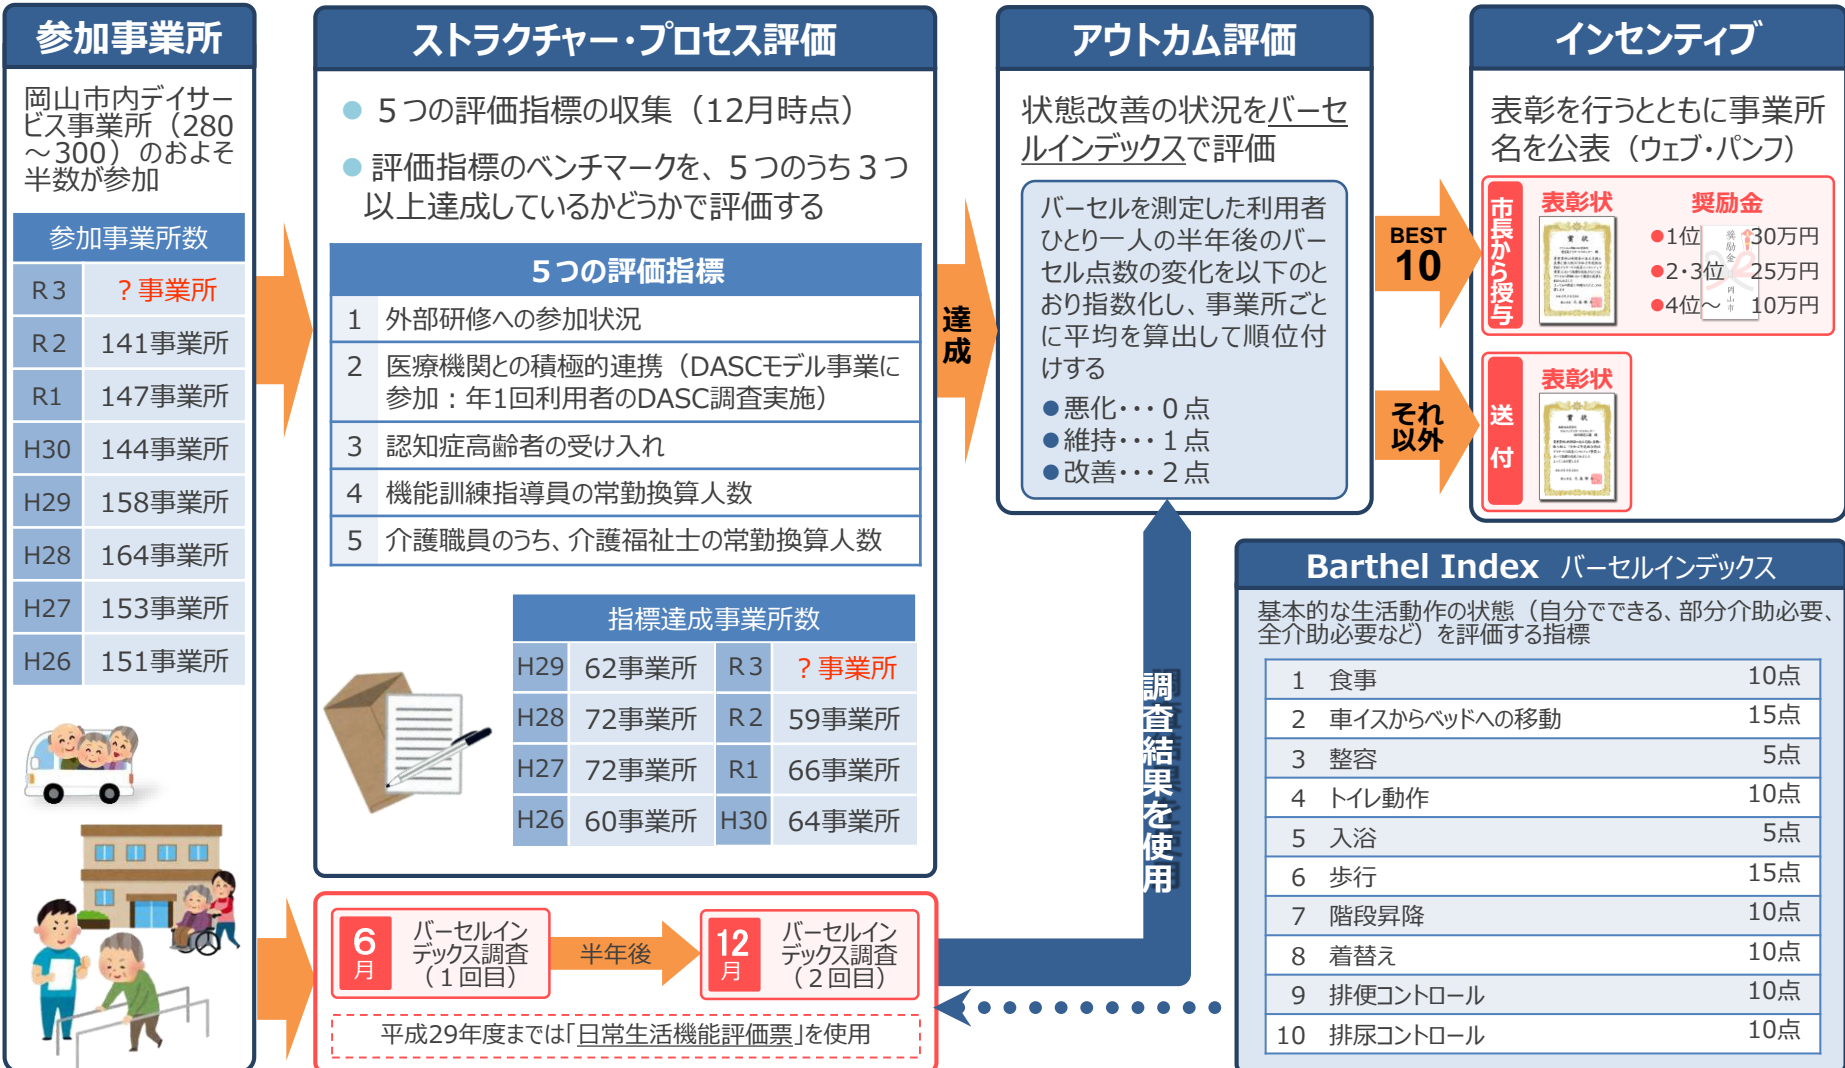 参加事業所
岡山市内デイサー
ビス事業所（280
～300）のおよそ
半数が参加
参加事業所数
R3 ？事業所
R2 141事業所
R1 147事業所
H30 144事業所
H29 158事業所
H28 164事業所
H27 153事業所
H26 151事業所
ストラクチャー・プロセス評価
● 5つの評価指標の収集（12月時点）
● 評価指標のベンチマークを、5つのうち3つ
以上達成しているかどうかで評価する
5つの評価指標
1 外部研修への参加状況
2 医療機関との積極的連携（DASCモデル事業に
参加：年1回利用者のDASC調査実施）
3 認知症高齢者の受け入れ
4 機能訓練指導員の常勤換算人数
5 介護職員のうち、介護福祉士の常勤換算人数
指標達成事業所数
H29 62事業所 R3 ？事業所
H28 72事業所 R2 59事業所
H27 72事業所 R1 66事業所
H26 60事業所 H30 64事業所
6月
バーセルイン
デックス調査
（1回目）
半年後
12月
バーセルイン
デックス調査
（2回目）
平成29年度までは「日常生活機能評価票」を使用
達成
アウトカム評価
状態改善の状況をバーセ
ルインデックスで評価
バーセルを測定した利用者
ひとり一人の半年後のバー
セル点数の変化を以下のと
おり指数化し、事業所ごと
に平均を算出して順位付
けする
●悪化・・・0点
●維持・・・1点
●改善・・・2点
調査結果を使用
BEST
10
それ
以外
インセンティブ
表彰を行うとともに事業所
名を公表（ウェブ・パンフ）
市長から授与
表彰状
賞状
奨励金
●1位 30万円
●2・3位 25万円
●4位～ 10万円
奨励金 岡山市
送付
表彰状
賞状
Barthel Index バーセルインデックス
基本的な生活動作の状態（自分でできる、部分介助必要、
全介助必要など）を評価する指標
1 食事 10点
2 車イスからベッドへの移動 15点
3 整容 5点
4 トイレ動作 10点
5 入浴 5点
6 歩行 15点
7 階段昇降 10点
8 着替え 10点
9 排便コントロール 10点
10 排尿コントロール 10点